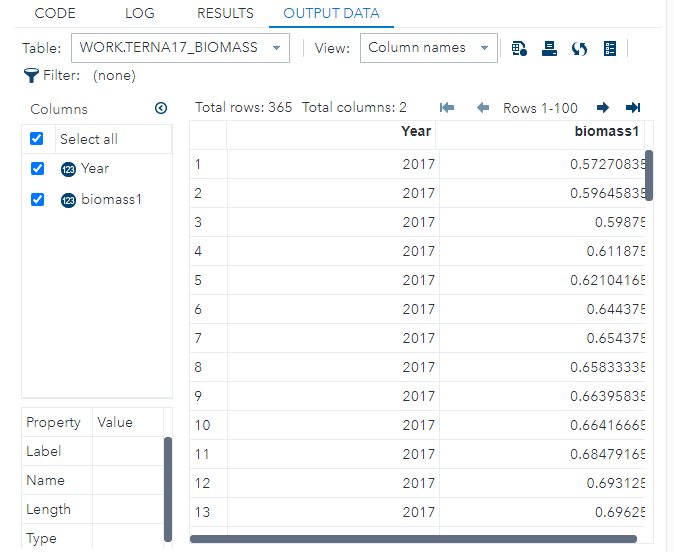 CODE LOG RESULTS OUTPUT DATA
Table: WORK.TERNA17_BIOMASS View: Column names
Filter: (none)
Columns Total rows: 365 Total columns: 2 Rows 1-100
Select all
123 Year
123 biomass1
Year biomass1
1 2017 0.57270835
2 2017 0.59645835
3 2017 0.59875
4 2017 0.611875
5 2017 0.62104165
6 2017 0.644375
7 2017 0.654375
8 2017 0.65833335
9 2017 0.66395835
10 2017 0.66416665
11 2017 0.68479165
12 2017 0.693125
13 2017 0.69625
Property Value
Label
Name
Length
Type